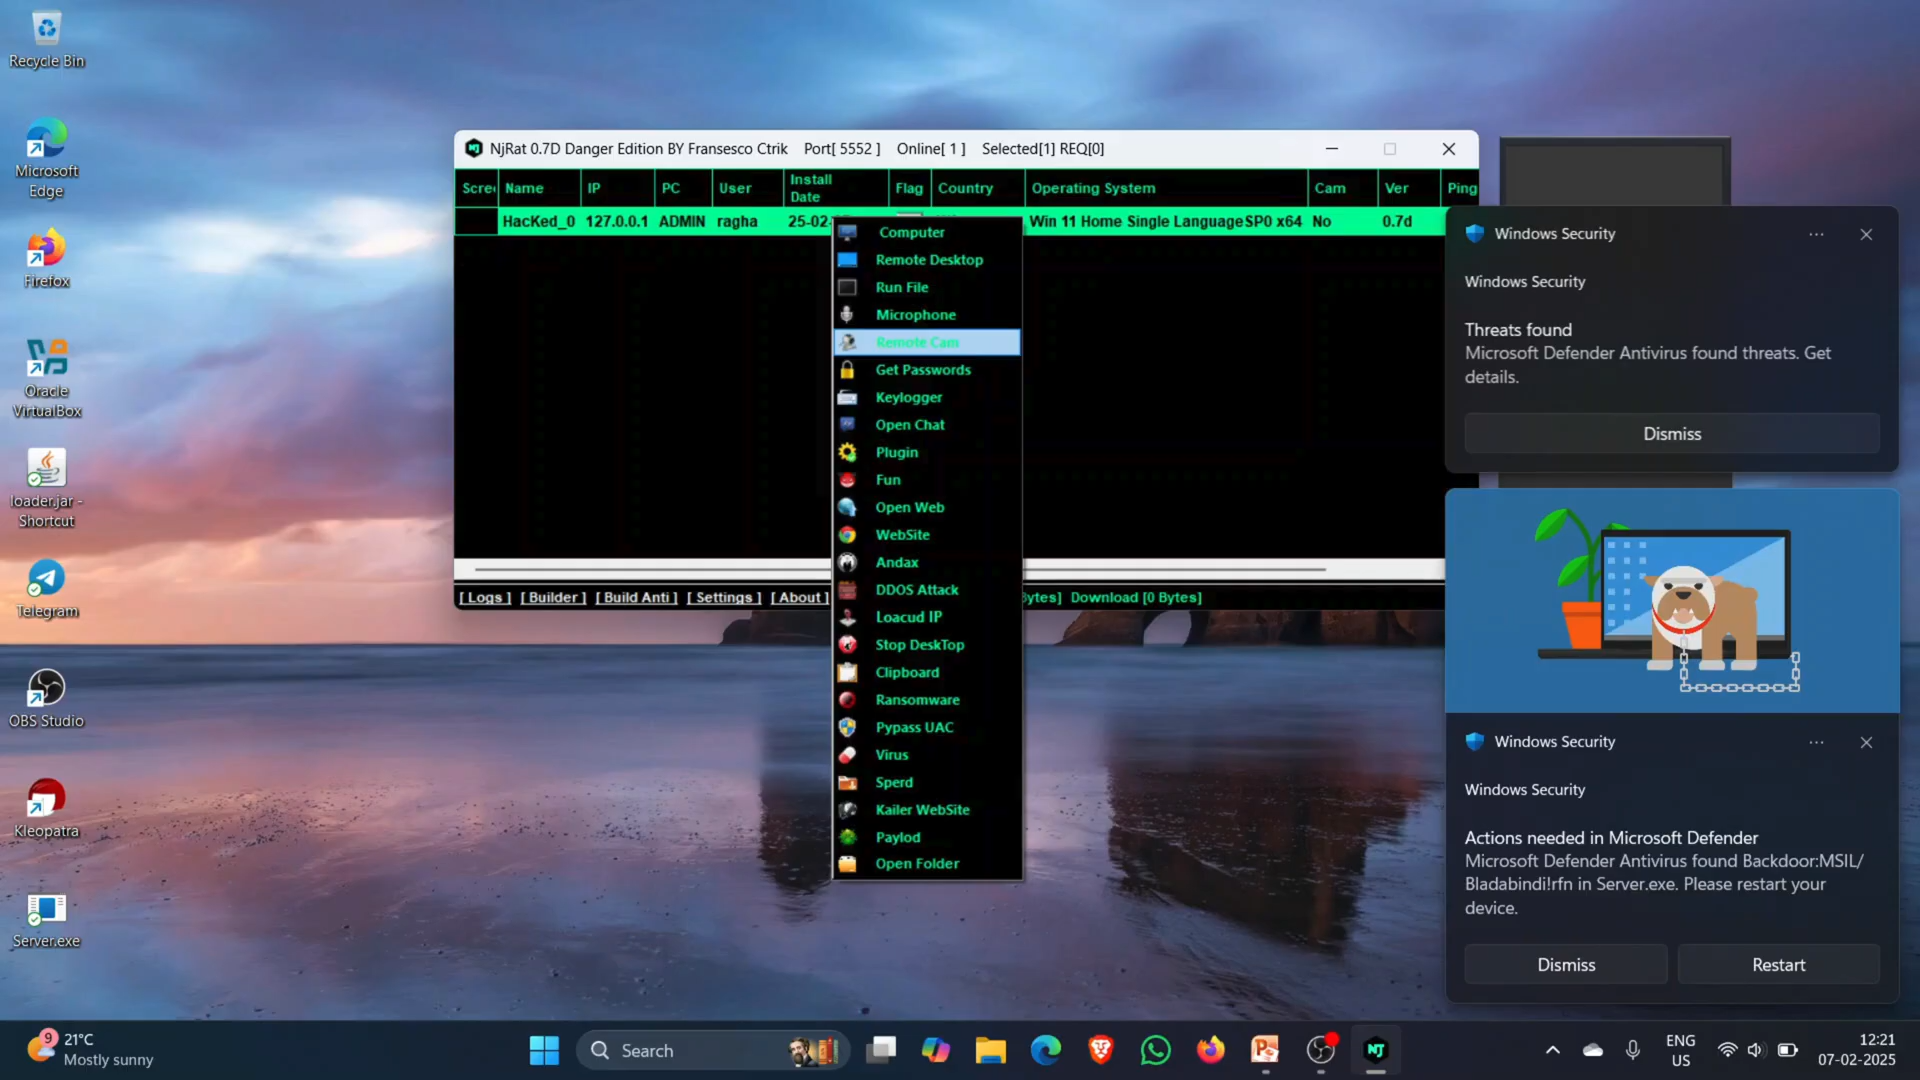 Recycle Bin
Microsoft
Edge
Firefox
Oracle
VirtualBox
loader.jar -
Shortcut
Telegram
OBS Studio
Kleopatra
Server.exe
NjRat 0.7D Danger Edition BY Fransesco Ctrik Port[ 5552 ] Online[ 1 ] Selected[1] REQ[0]
Name IP PC User Install Date Flag Country Operating System Cam Ver Ping
HacKed_0 127.0.0.1 ADMIN ragha 25-02- Win 11 Home Single LanguageSP0 x64 No 0.7d
Computer
Remote Desktop
Run File
Microphone
Remote Cam
Get Passwords
Keylogger
Open Chat
Plugin
Fun
Open Web
WebSite
Andax
DDOS Attack
Loacud IP
Stop DeskTop
Clipboard
Ransomware
Pypass UAC
Virus
Sperd
Kailer WebSite
Paylod
Open Folder
[ Logs ] [ Builder ] [ Build Anti ] [ Settings ] [ About ] Bytes] Download [0 Bytes]
Windows Security
Windows Security
Threats found
Microsoft Defender Antivirus found threats. Get
details.
Dismiss
Windows Security
Windows Security
Actions needed in Microsoft Defender
Microsoft Defender Antivirus found Backdoor:MSIL/
Bladabindi!rfn in Server.exe. Please restart your
device.
Dismiss Restart
9
21°C
Mostly sunny
Search
ENG
US
12:21
07-02-2025